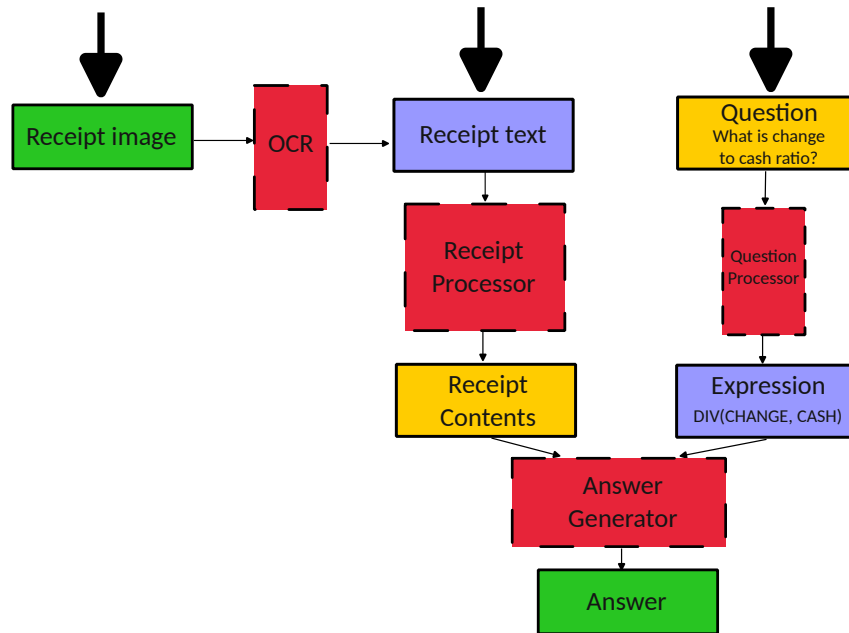 Receipt image
OCR
Receipt text
Question
What is change
to cash ratio?
Receipt
Processor
Question
Processor
Receipt
Contents
Expression
DIV(CHANGE, CASH)
Answer
Generator
Answer